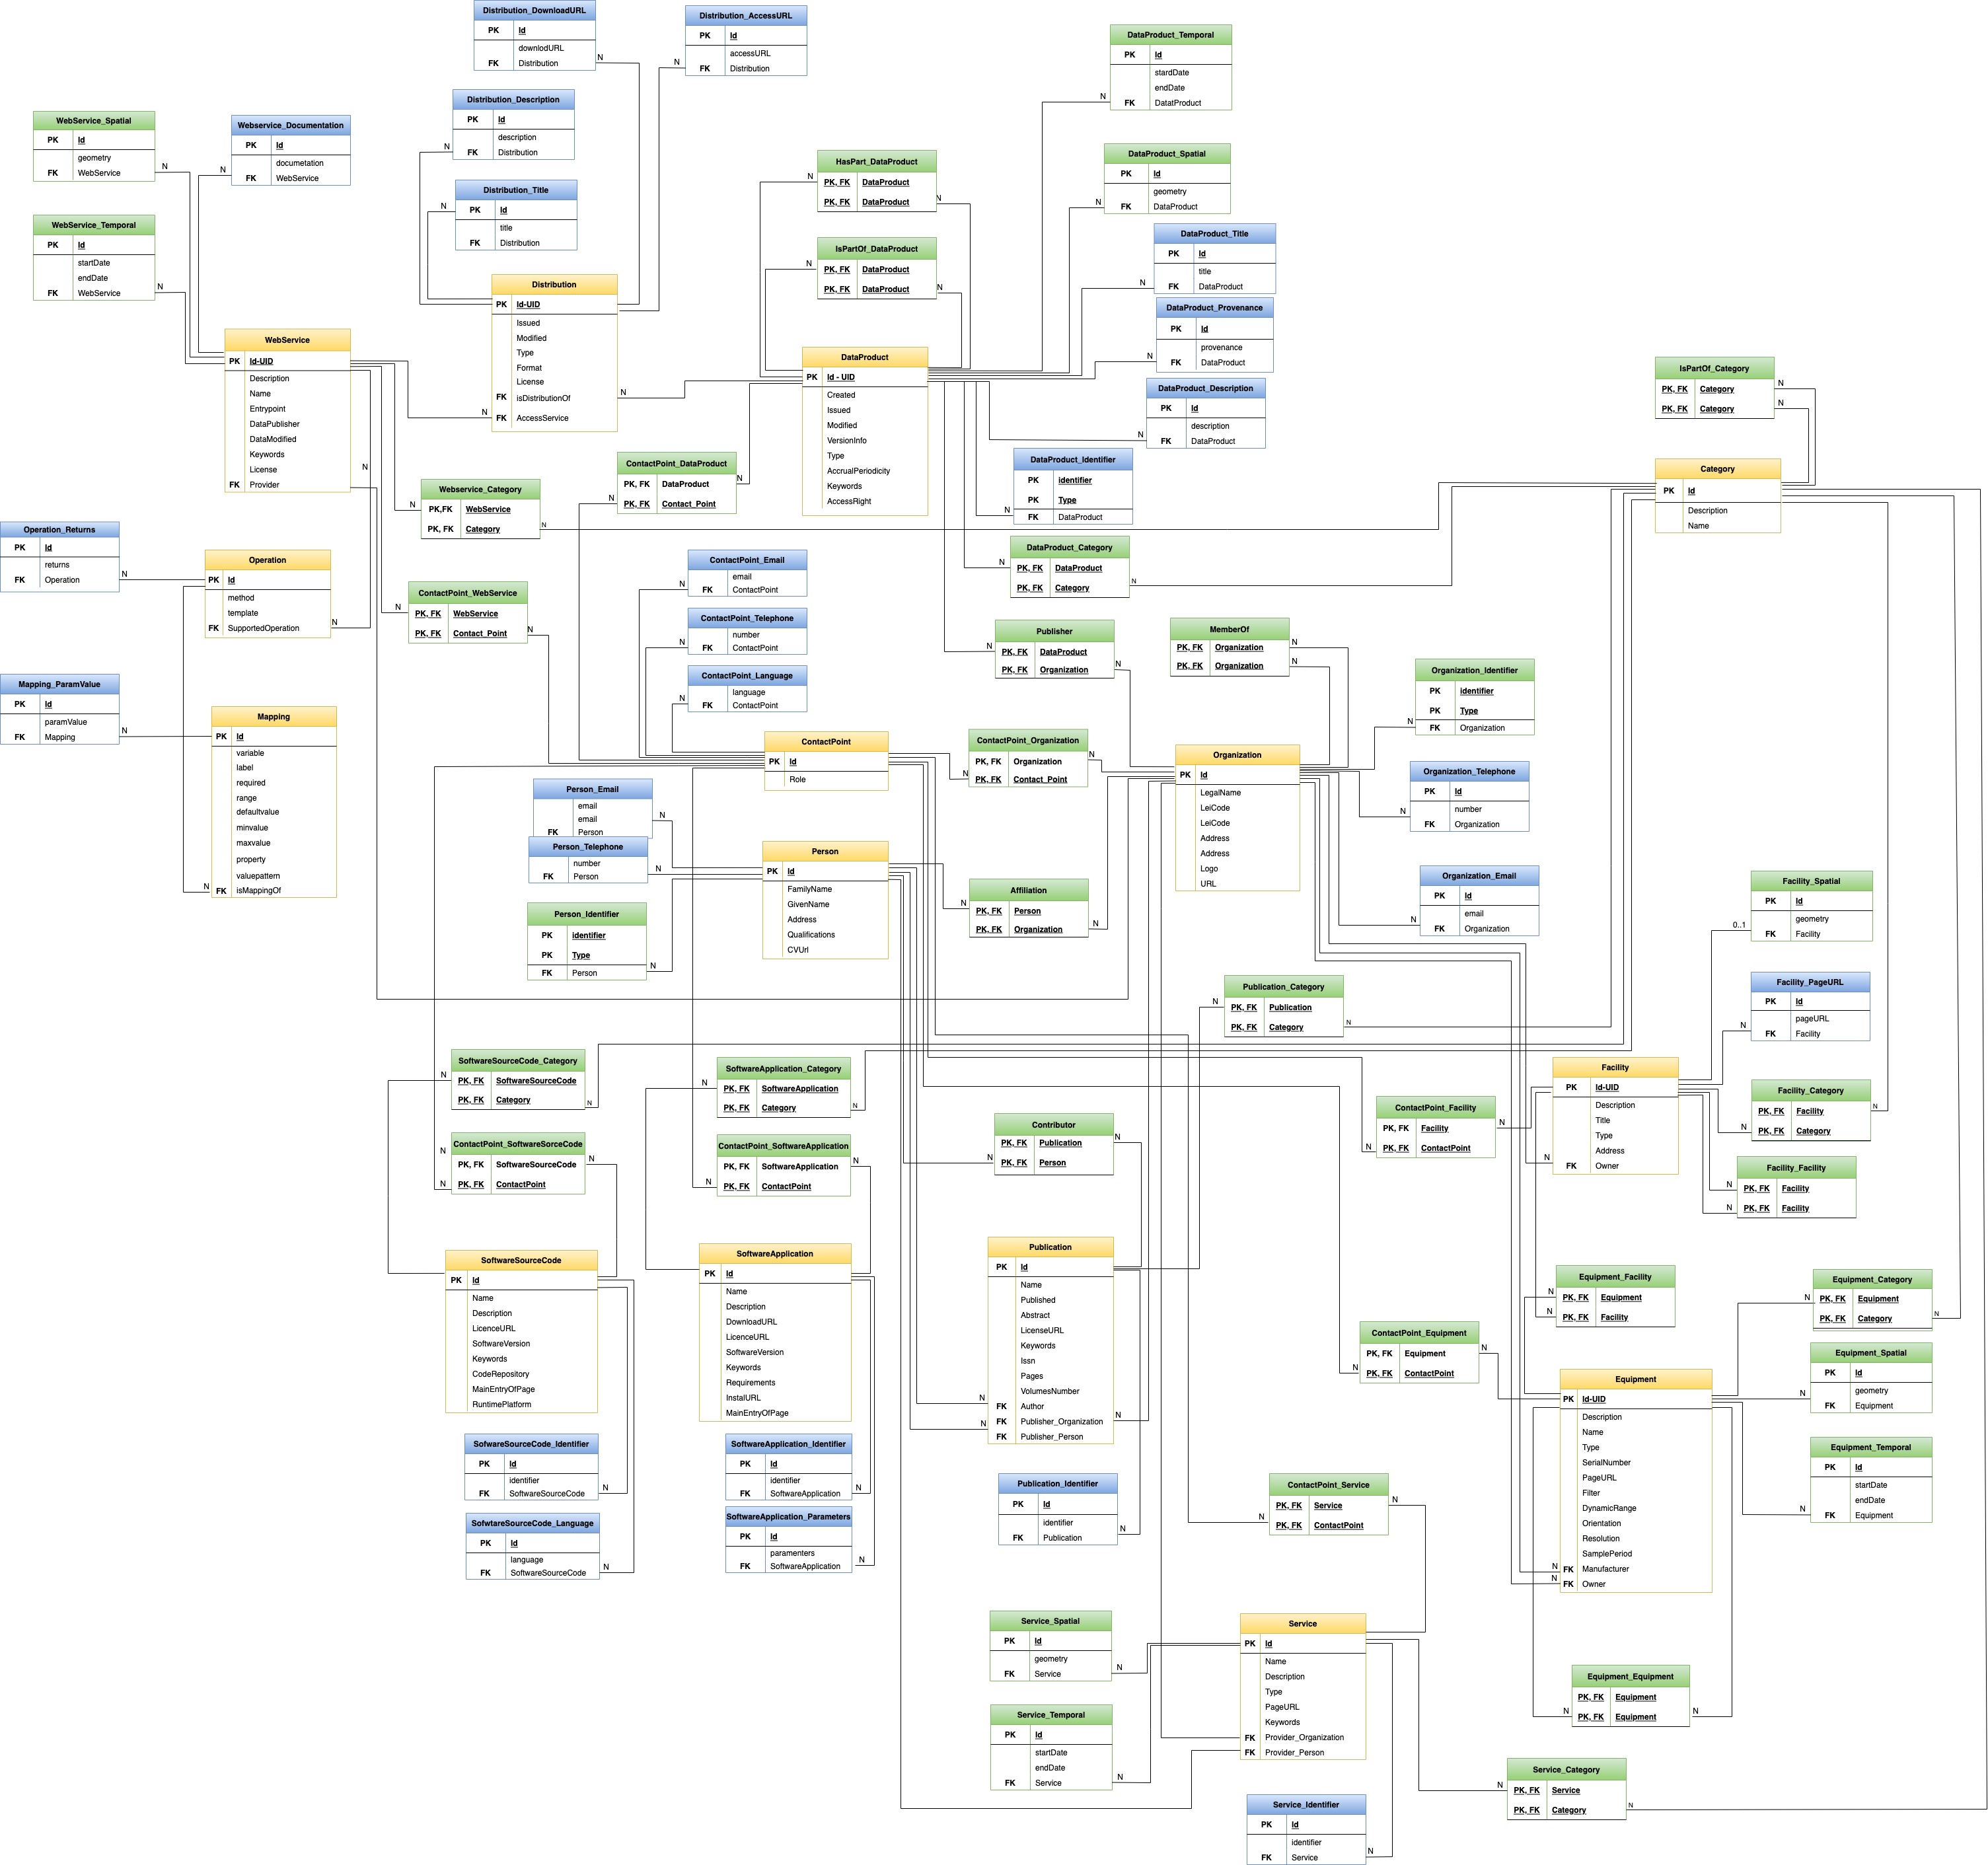 Distribution_DownloadURL
PK Id
downlodURL
FK Distribution
N
Distribution_AccessURL
PK Id
accessURL
FK Distribution
N
DataProduct_Temporal
PK Id
stardDate
endDate
FK DatatProduct
N
WebService_Spatial
PK Id
geometry
FK WebService
N
Webservice_Documentation
PK Id
documetation
FK WebService
N
Distribution_Description
PK Id
description
FK Distribution
N
HasPart_DataProduct
PK, FK DataProduct
PK, FK DataProduct
N
N
DataProduct_Spatial
PK Id
geometry
FK DataProduct
N
WebService_Temporal
PK Id
startDate
endDate
FK WebService
N
Distribution_Title
PK Id
title
FK Distribution
N
IsPartOf_DataProduct
PK, FK DataProduct
PK, FK DataProduct
N
N
DataProduct_Title
PK Id
title
FK DataProduct
N
DataProduct_Provenance
PK Id
provenance
FK DataProduct
N
WebService
PK Id-UID
Description
Name
Entrypoint
DataPublisher
DataModified
Keywords
License
FK Provider
N
Distribution
PK Id-UID
Issued
Modified
Type
Format
License
FK isDistributionOf
FK AccessService
N
N
DataProduct
PK Id - UID
Created
Issued
Modified
VersionInfo
Type
AccrualPeriodicity
Keywords
AccessRight
DataProduct_Description
PK Id
description
FK DataProduct
N
IsPartOf_Category
PK, FK Category
PK, FK Category
N
N
Webservice_Category
PK,FK WebService
PK, FK Category
N
N
ContactPoint_DataProduct
PK, FK DataProduct
PK, FK Contact_Point
N
N
DataProduct_Identifier
PK identifier
PK Type
FK DataProduct
N
Category
PK Id
Description
Name
Operation_Returns
PK Id
returns
FK Operation
N
Operation
PK Id
method
template
FK SupportedOperation
N
ContactPoint_WebService
PK, FK WebService
PK, FK Contact_Point
N
N
ContactPoint_Email
email
FK ContactPoint
N
DataProduct_Category
PK, FK DataProduct
PK, FK Category
N
N
ContactPoint_Telephone
number
FK ContactPoint
N
Publisher
PK, FK DataProduct
PK, FK Organization
N
N
MemberOf
PK, FK Organization
PK, FK Organization
N
N
Mapping_ParamValue
PK Id
paramValue
FK Mapping
N
Mapping
PK Id
variable
label
required
range
defaultvalue
minvalue
maxvalue
property
valuepattern
FK isMappingOf
N
ContactPoint_Language
language
FK ContactPoint
N
Organization_Identifier
PK identifier
PK Type
FK Organization
N
ContactPoint
PK Id
Role
ContactPoint_Organization
PK, FK Organization
PK, FK Contact_Point
N
N
Organization
PK Id
LegalName
LeiCode
LeiCode
Address
Address
Logo
URL
Organization_Telephone
PK Id
number
FK Organization
N
Person_Email
email
email
FK Person
N
Person_Telephone
number
FK Person
N
Person
PK Id
FamilyName
GivenName
Address
Qualifications
CVUrl
Affiliation
PK, FK Person
PK, FK Organization
N
N
Organization_Email
PK Id
email
FK Organization
N
Facility_Spatial
PK Id
geometry
FK Facility
0..1
Person_Identifier
PK identifier
PK Type
FK Person
N
Publication_Category
PK, FK Publication
PK, FK Category
N
N
Facility_PageURL
PK Id
pageURL
FK Facility
N
SoftwareSourceCode_Category
PK, FK SoftwareSourceCode
PK, FK Category
N
N
SoftwareApplication_Category
PK, FK SoftwareApplication
PK, FK Category
N
N
Facility
PK Id-UID
Description
Title
Type
Address
FK Owner
N
Facility_Category
PK, FK Facility
PK, FK Category
N
N
ContactPoint_SoftwareSorceCode
PK, FK SoftwareSourceCode
PK, FK ContactPoint
N
N
N
ContactPoint_SoftwareApplication
PK, FK SoftwareApplication
PK, FK ContactPoint
N
N
Contributor
PK, FK Publication
PK, FK Person
N
N
ContactPoint_Facility
PK, FK Facility
PK, FK ContactPoint
N
N
Facility_Facility
PK, FK Facility
PK, FK Facility
N
N
SoftwareSourceCode
PK Id
Name
Description
LicenceURL
SoftwareVersion
Keywords
CodeRepository
MainEntryOfPage
RuntimePlatform
SoftwareApplication
PK Id
Name
Description
DownloadURL
LicenceURL
SoftwareVersion
Keywords
Requirements
InstalURL
MainEntryOfPage
Publication
PK Id
Name
Published
Abstract
LicenseURL
Keywords
Issn
Pages
VolumesNumber
FK Author
FK Publisher_Organization
FK Publisher_Person
N
N
N
Equipment_Facility
PK, FK Equipment
PK, FK Facility
N
N
Equipment_Category
PK, FK Equipment
PK, FK Category
N
N
ContactPoint_Equipment
PK, FK Equipment
PK, FK ContactPoint
N
N
Equipment
PK Id-UID
Description
Name
Type
SerialNumber
PageURL
Filter
DynamicRange
Orientation
Resolution
SamplePeriod
FK Manufacturer
FK Owner
N
N
Equipment_Spatial
PK Id
geometry
FK Equipment
N
SofwareSourceCode_Identifier
PK Id
identifier
FK SoftwareSourceCode
N
SoftwareApplication_Identifier
PK Id
identifier
FK SoftwareApplication
N
Equipment_Temporal
PK Id
startDate
endDate
FK Equipment
N
Publication_Identifier
PK Id
identifier
FK Publication
N
ContactPoint_Service
PK, FK Service
PK, FK ContactPoint
N
N
SofwtareSourceCode_Language
PK Id
language
FK SoftwareSourceCode
N
SoftwareApplication_Parameters
PK Id
paramenters
FK SoftwareApplication
N
Service_Spatial
PK Id
geometry
FK Service
N
Service
PK Id
Name
Description
Type
PageURL
Keywords
FK Provider_Organization
FK Provider_Person
Equipment_Equipment
PK, FK Equipment
PK, FK Equipment
N
N
Service_Temporal
PK Id
startDate
endDate
FK Service
N
Service_Category
PK, FK Service
PK, FK Category
N
N
Service_Identifier
PK Id
identifier
FK Service
N